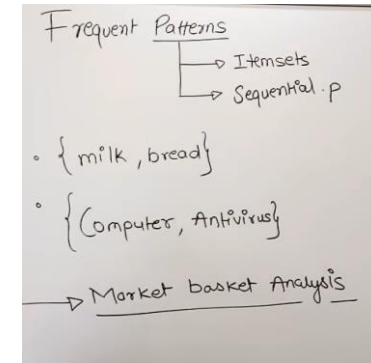 Frequent Patterns
Itemsets
Sequential.p
{milk, bread}
{Computer, Antivirus}
Market basket Analysis